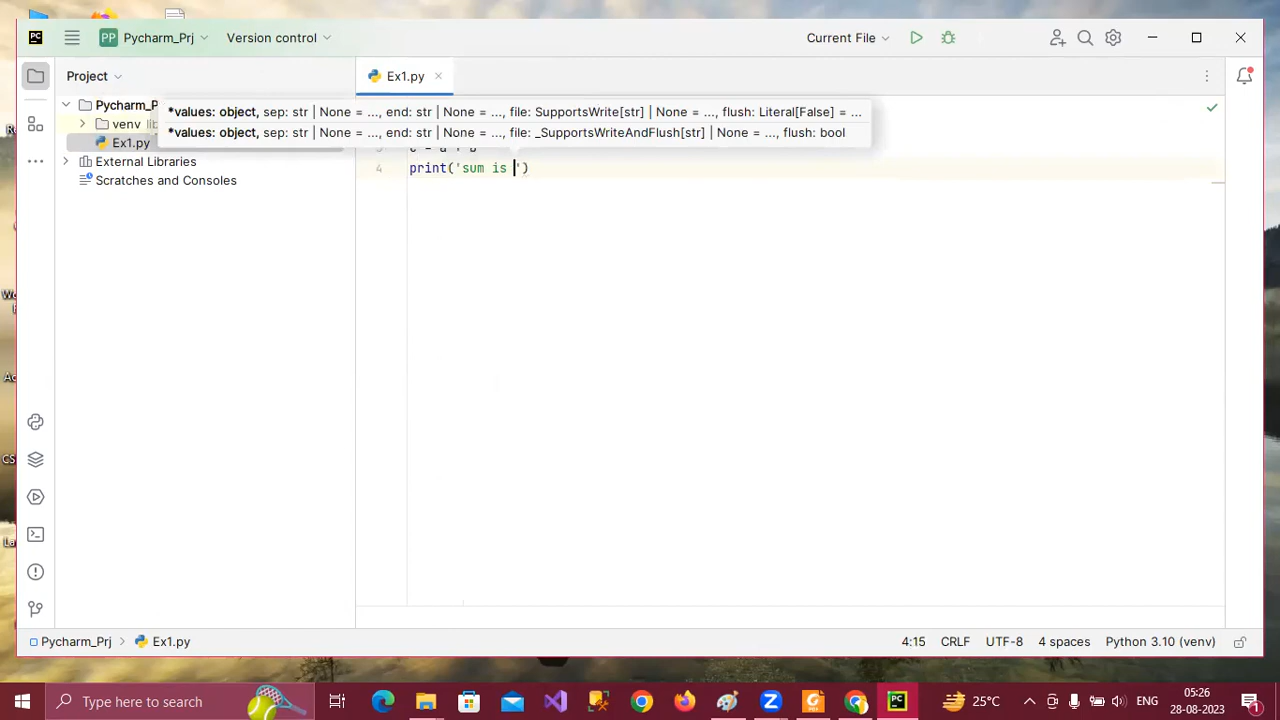 PC PP Pycharm_Prj Version control Current File
Project Ex1.py
Pycharm_P
*values: object, sep: str | None = ..., end: str | None = ..., file: SupportsWrite[str] | None = ..., flush: Literal[False] = ...
venv lib
*values: object, sep: str | None = ..., end: str | None = ..., file: _SupportsWriteAndFlush[str] | None = ..., flush: bool
Ex1.py
External Libraries
4 print('sum is ')
Scratches and Consoles
Pycharm_Prj > Ex1.py 4:15 CRLF UTF-8 4 spaces Python 3.10 (venv)
Type here to search 25°C ENG 05:26
28-08-2023